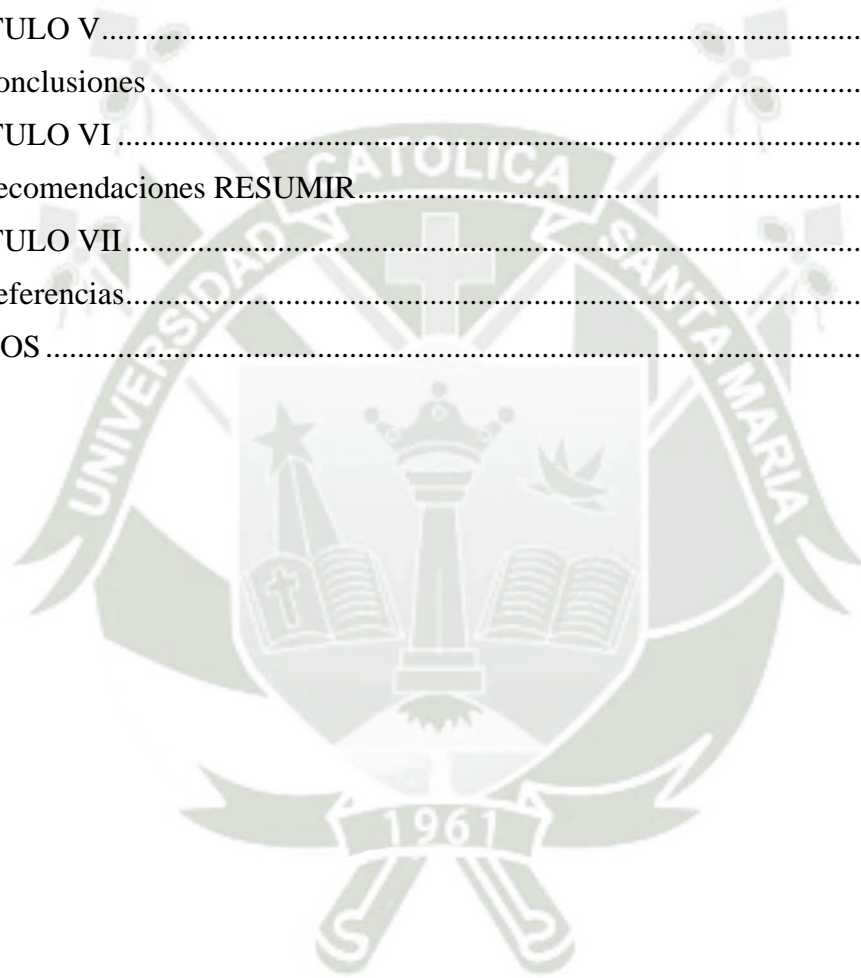 TULO V..........................................................................................
onclusiones..........................................................................................
TULO VI..........................................................................................
ecomendaciones RESUMIR..........................................................................................
TULO VII..........................................................................................
eferencias..........................................................................................
OS..........................................................................................
UNIVERSIDAD CATOLICA SANTA MARIA
1961